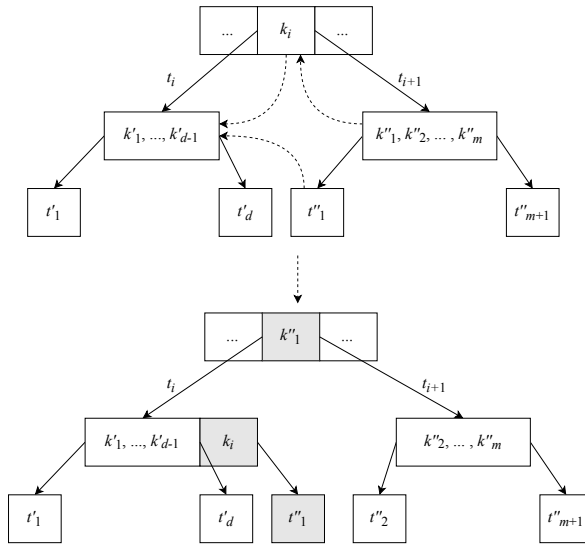 ... k_i ...
t_i t_{i+1}
k'_1, ..., k'_{d-1} k''_1, k''_2, ... , k''_m
t'_1 t'_d t''_1 t''_{m+1}
... k''_1 ...
t_i t_{i+1}
k'_1, ..., k'_{d-1} k_i k''_2, ... , k''_m
t'_1 t'_d t''_1 t''_2 t''_{m+1}